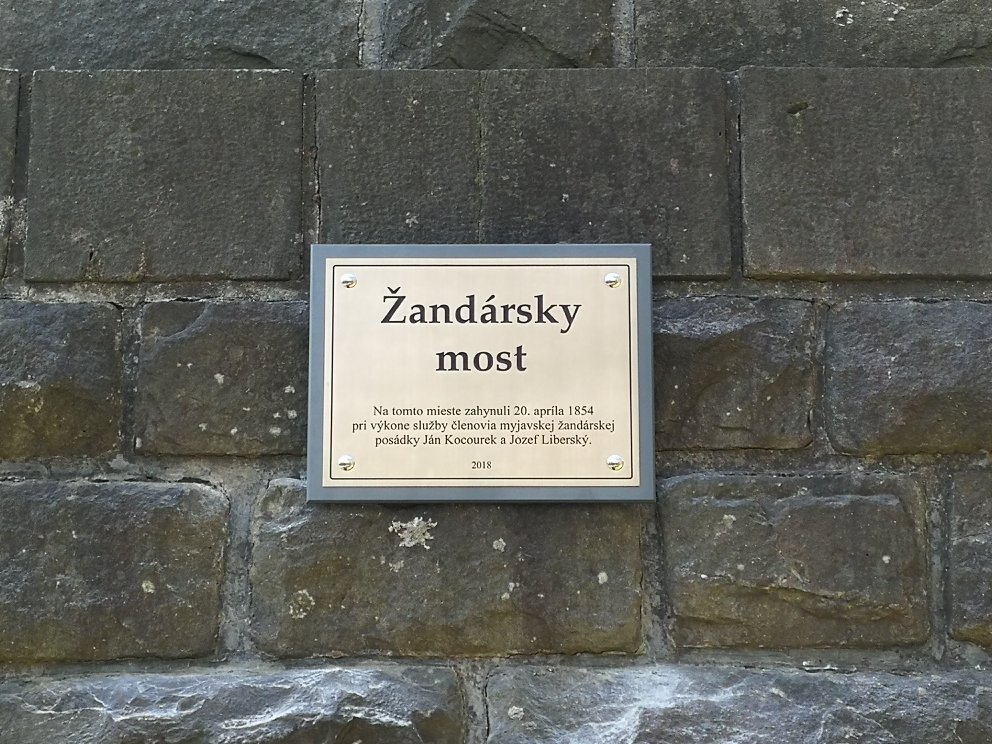 Žandársky
most
Na tomto mieste zahynuli 20. apríla 1854
pri výkone služby členovia myjavskej žandárskej
posádky Ján Kocourek a Jozef Liberský.
2018